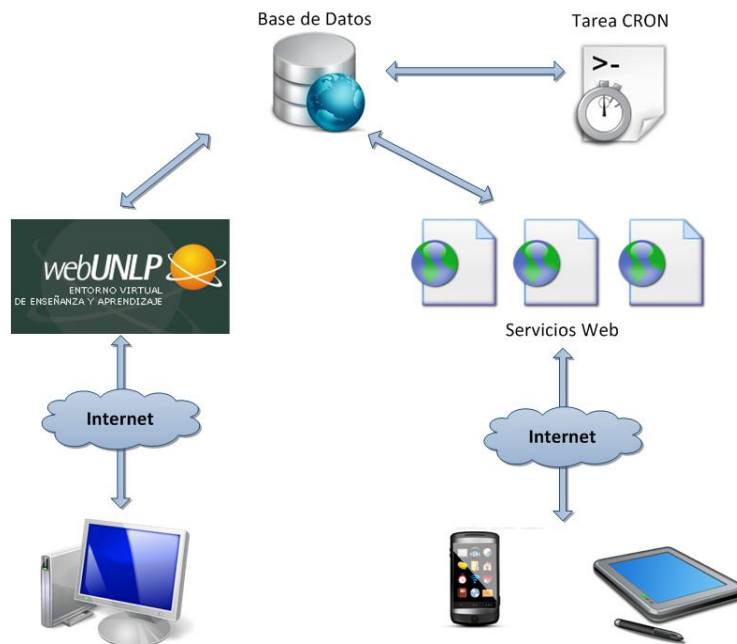 Base de Datos
Tarea CRON
>-
webUNLP
ENTORNO VIRTUAL
DE ENSEÑANZA Y APRENDIZAJE
Servicios Web
Internet
Internet